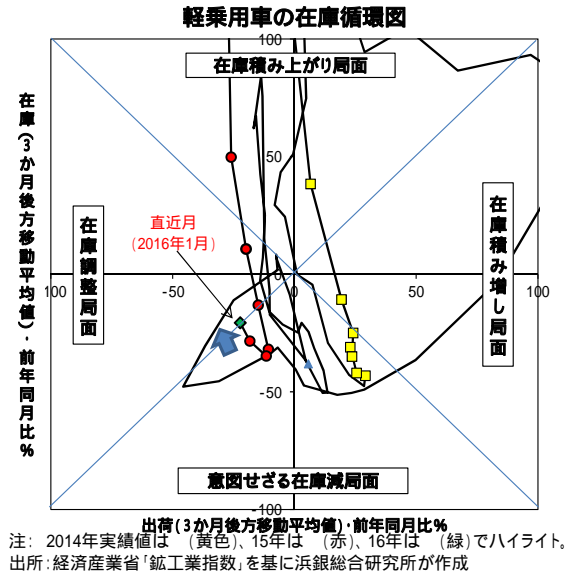 軽乗用車の在庫循環図
100
在庫積み上がり局面
50
在庫(3か月後方移動平均値)・前年同月比%
在庫調整局面
直近月
(2016年1月)
在庫積み増し局面
0
100
-50
0
50
100
-50
意図せざる在庫減局面
-100
出荷(3か月後方移動平均値)・前年同月比%
注: 2014年実績値は (黄色)、15年は (赤)、16年は (緑)でハイライト。
出所:経済産業省「鉱工業指数」を基に浜銀総合研究所が作成